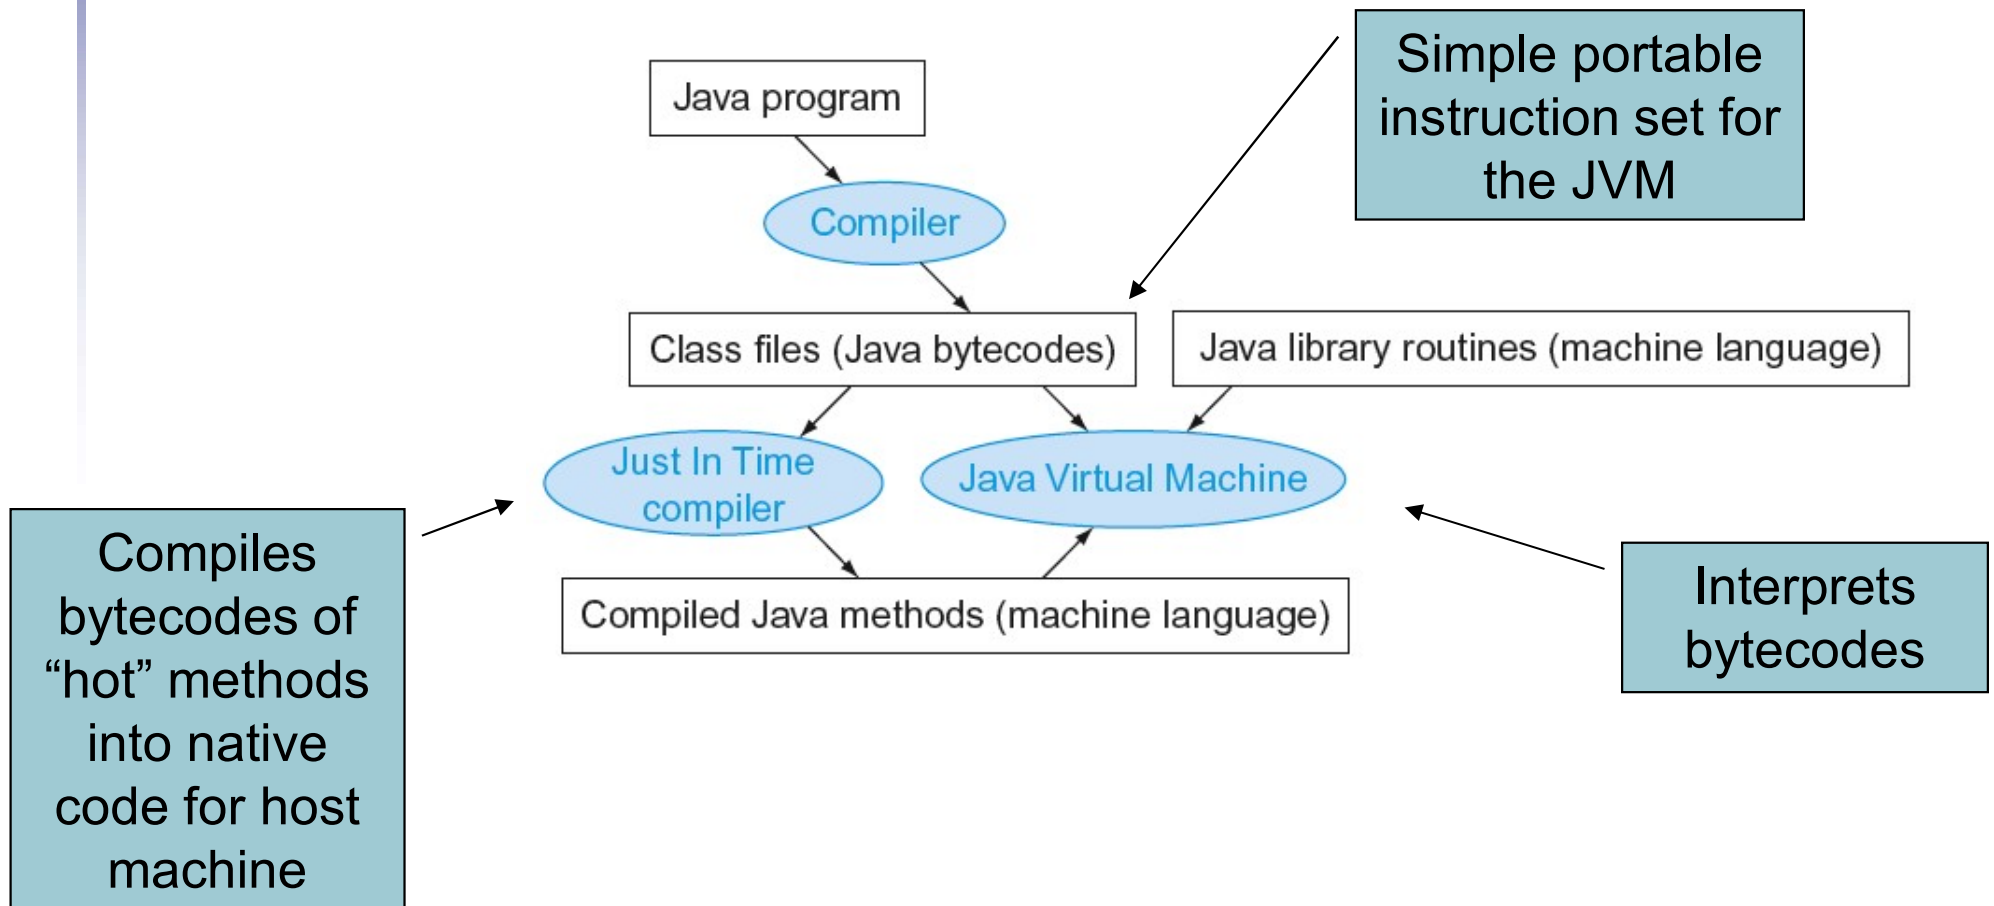 Java program
Simple portable
instruction set for
the JVM
Compiler
Class files (Java bytecodes)
Java library routines (machine language)
Just In Time
compiler
Java Virtual Machine
Compiles
bytecodes of
“hot” methods
into native
code for host
machine
Compiled Java methods (machine language)
Interprets
bytecodes